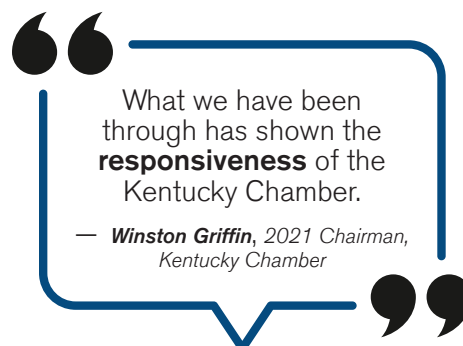 What we have been
through has shown the
responsiveness of the
Kentucky Chamber.
— Winston Griffin, 2021 Chairman,
Kentucky Chamber